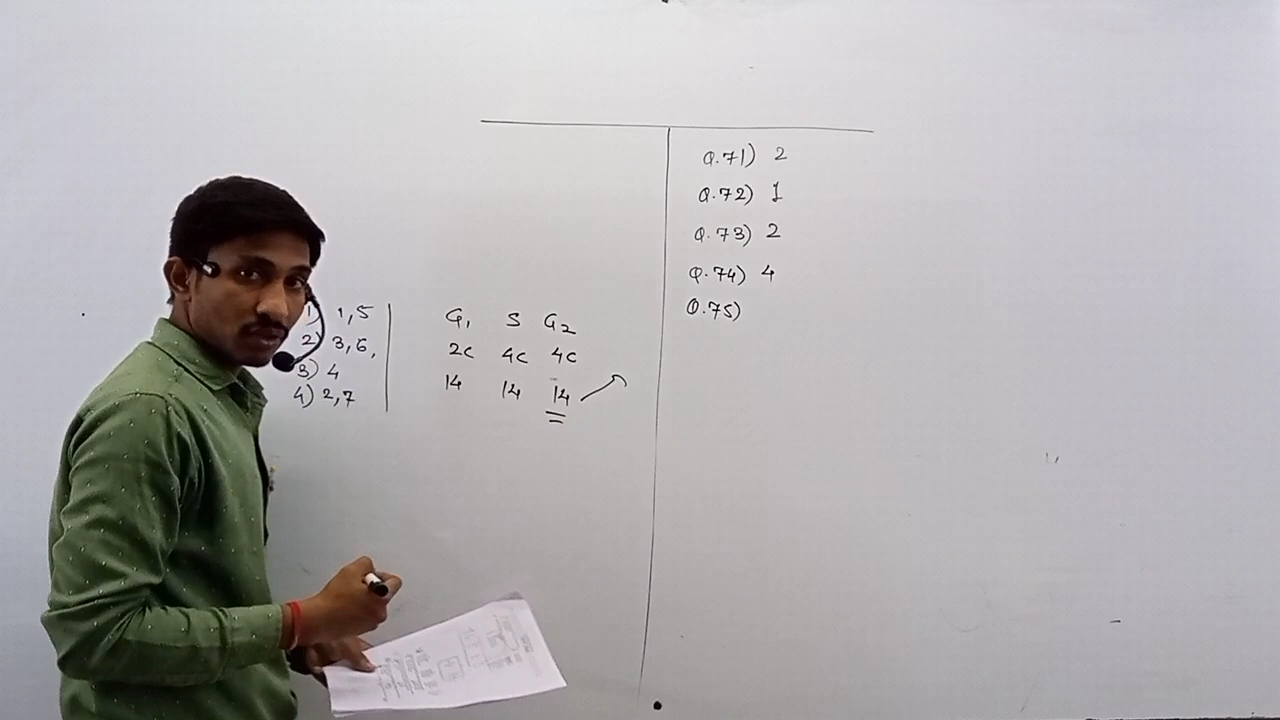 1) 1,5
2) 3,6,
3) 4
4) 2,7
G1 S G2
2C 4C 4C
14 14 14
Q.71) 2
Q.72) 1
Q.73) 2
Q.74) 4
Q.75)